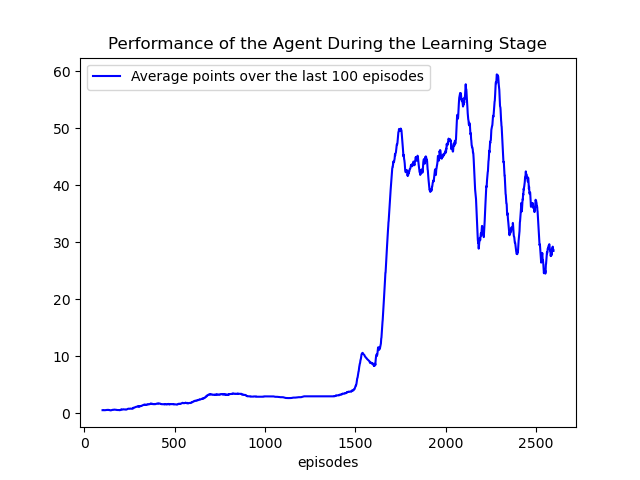 Performance of the Agent During the Learning Stage
Average points over the last 100 episodes
60
50
40
30
20
10
0
0 500 1000 1500 2000 2500
episodes